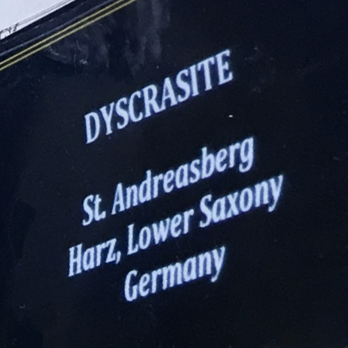 DYSCRASITE
St. Andreasberg
Harz, Lower Saxony
Germany